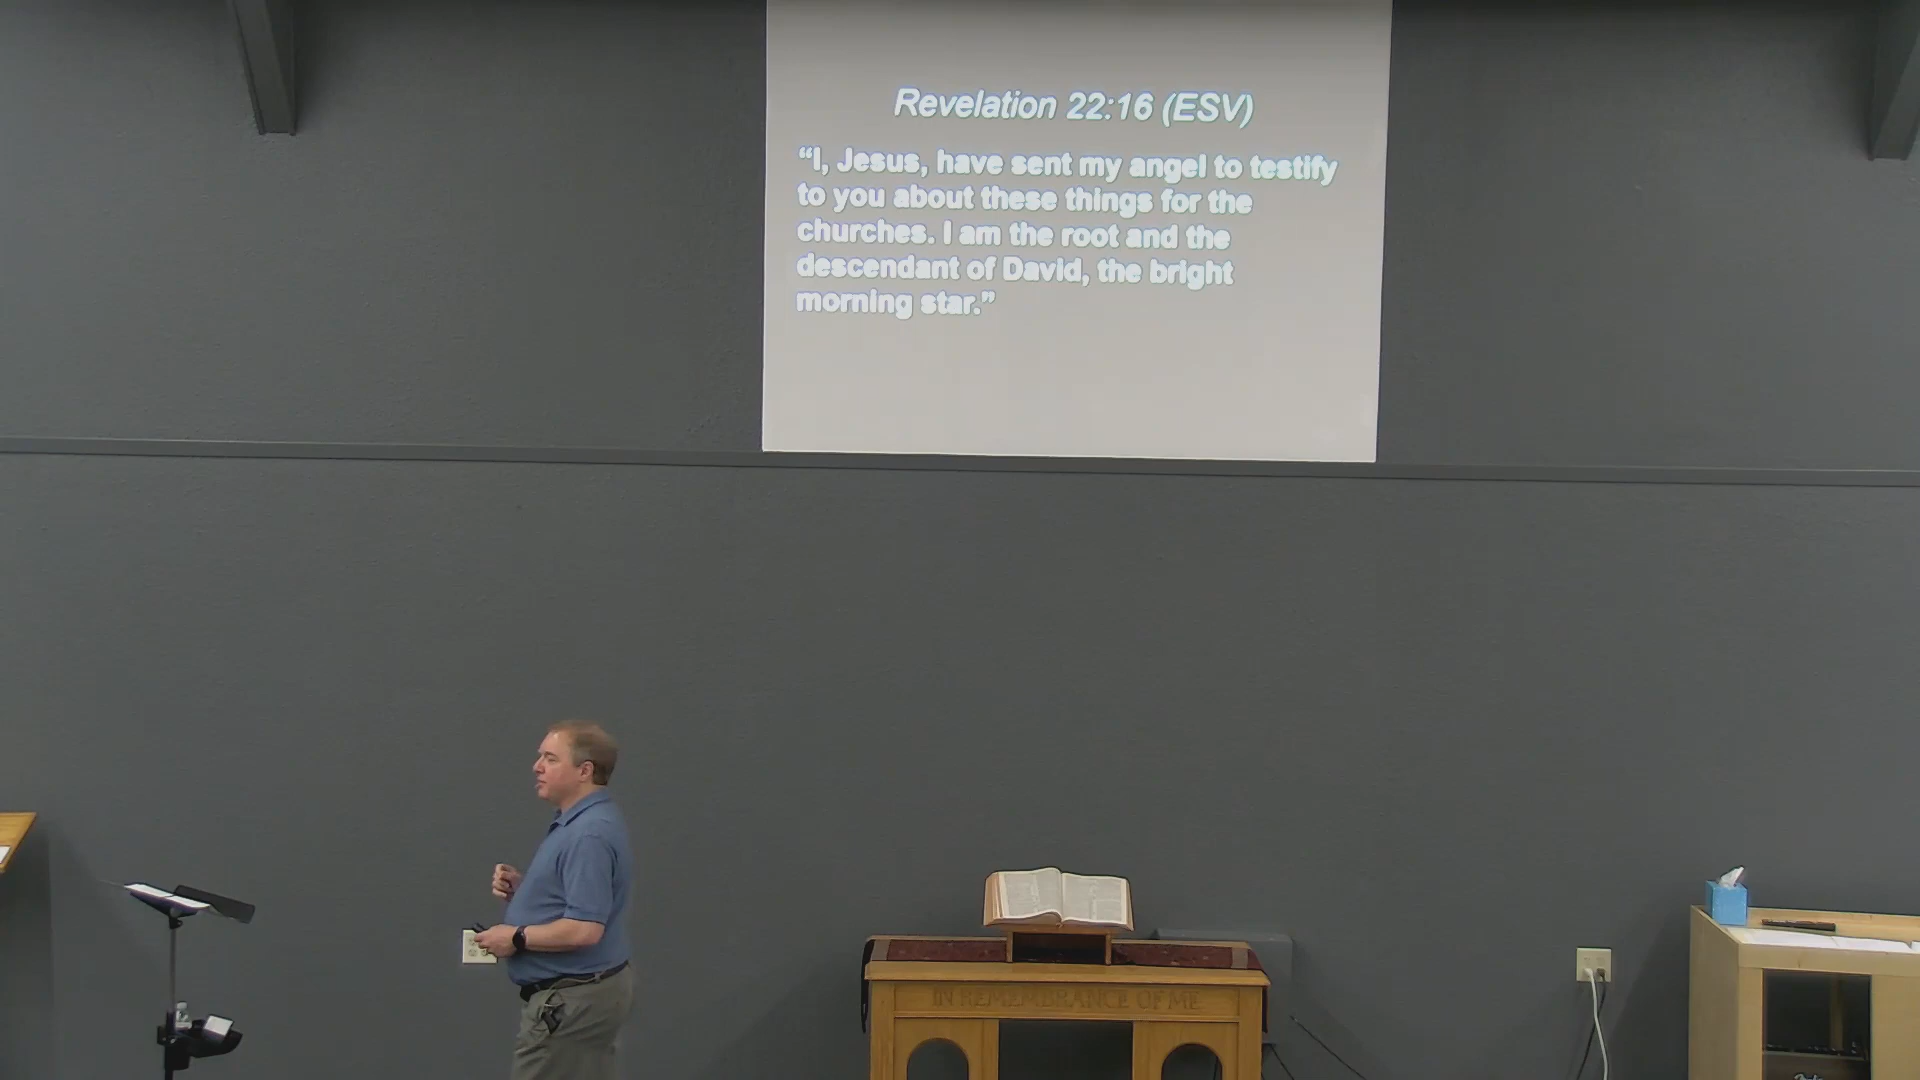 Revelation 22:16 (ESV)
“I, Jesus, have sent my angel to testify
to you about these things for the
churches. I am the root and the
descendant of David, the bright
morning star.”
IN REMEMBRANCE OF ME